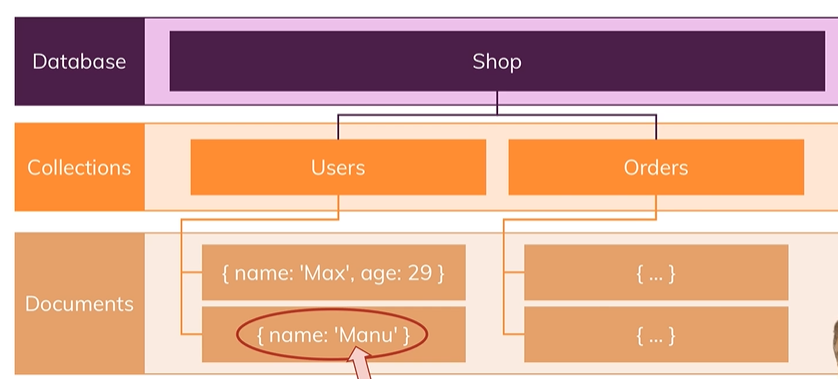 Database
Shop
Collections
Users
Orders
Documents
{ name: 'Max', age: 29 }
{ ... }
{ name: 'Manu' }
{ ... }